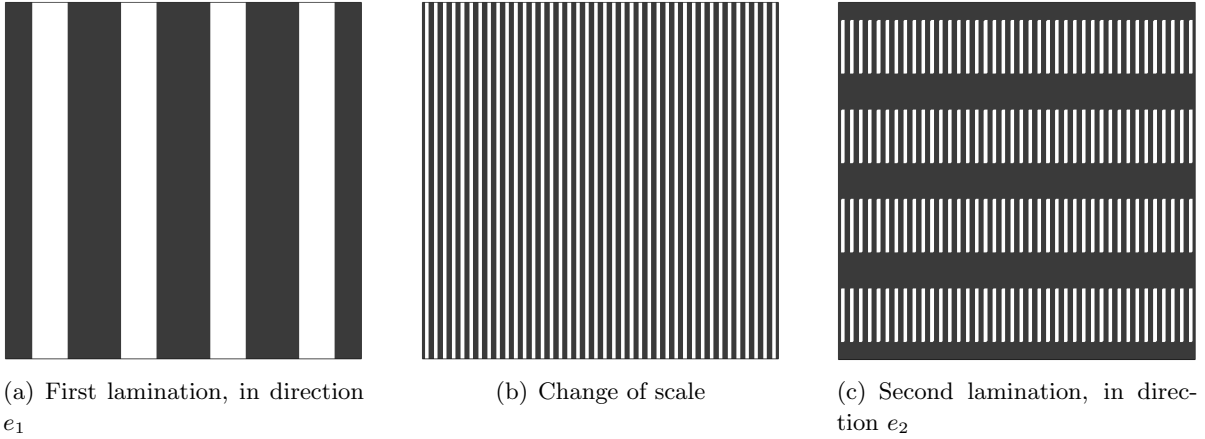 (a) First lamination, in direction
e₁
(b) Change of scale
(c) Second lamination, in direc-
tion e₂